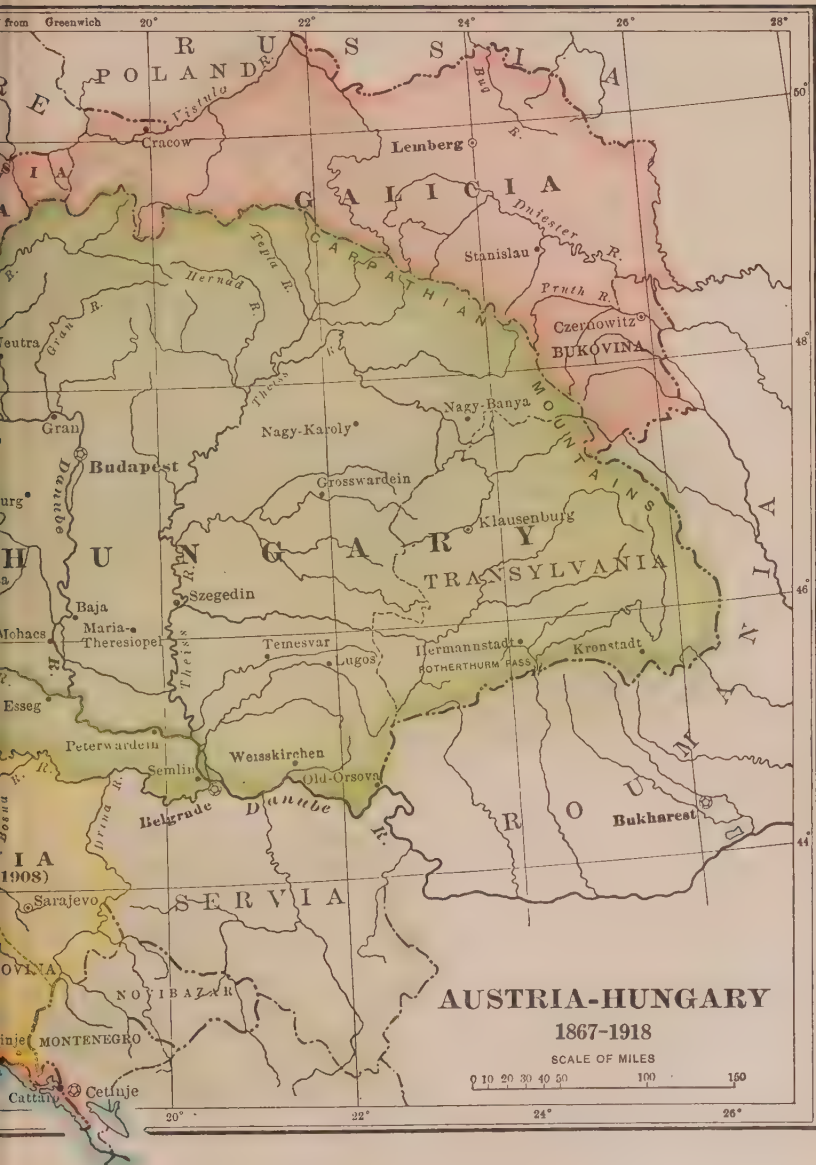 from Greenwich 20° 22° 24° 26° 28°
RUSSIA
POLAND
Vistula R.
Bug R.
50°
Cracow
Lemberg
GALICIA
Dniester R.
Stanislau
CARPATHIAN MOUNTAINS
Tepla R.
Hernad R.
Gran R.
Pruth R.
Czernowitz
BUKOVINA
48°
Theiss R.
Gran
Nagy-Banya
Nagy-Karoly
Budapest
Danube R.
Grosswardein
Klausenburg
HUNGARY
TRANSYLVANIA
46°
Szegedin
Baja
Maria-
Theresiopel
Mohacs
Theiss R.
Temesvar
Lugos
Hermannstadt
ROTHERTHURM PASS
Kronstadt
Esseg
Peterwardein
Semlin
Weisskirchen
Old-Orsova
Belgrade
Danube R.
Drina R.
Bosna R.
ROUMANIA
Bukharest
44°
IA
1908)
Sarajevo
SERVIA
OVINA
NOVIBAZAR
MONTENEGRO
Cattaro
Cetinje
AUSTRIA-HUNGARY
1867-1918
SCALE OF MILES
0 10 20 30 40 50 100 150
20° 22° 24° 26°